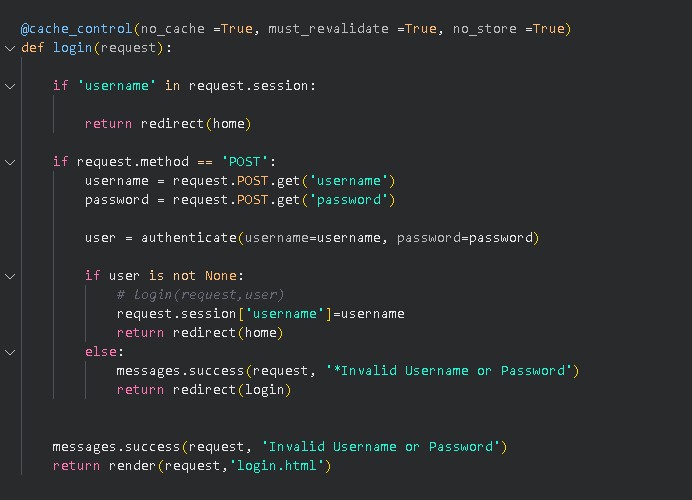 @cache_control(no_cache =True, must_revalidate =True, no_store =True)
def login(request):
if 'username' in request.session:
return redirect(home)
if request.method == 'POST':
username = request.POST.get('username')
password = request.POST.get('password')
user = authenticate(username=username, password=password)
if user is not None:
# login(request,user)
request.session['username']=username
return redirect(home)
else:
messages.success(request, '*Invalid Username or Password')
return redirect(login)
messages.success(request, 'Invalid Username or Password')
return render(request,'login.html')